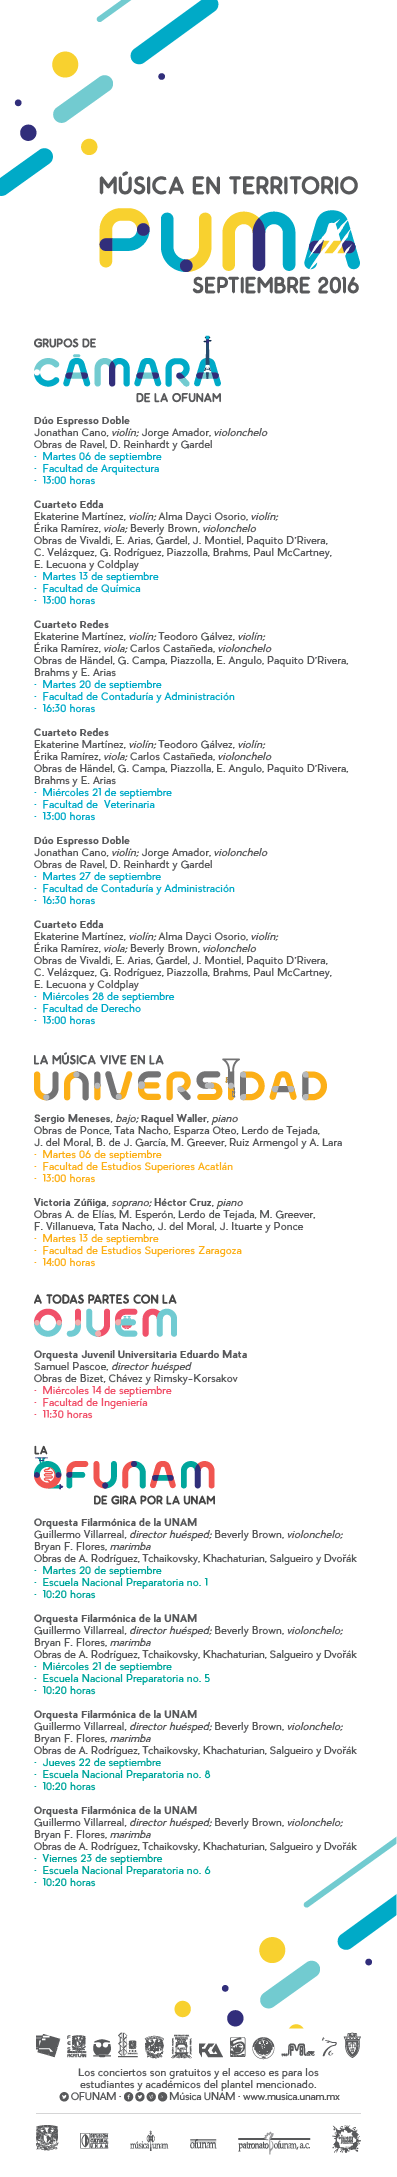 MÚSICA EN TERRITORIO
PUMA
SEPTIEMBRE 2016
GRUPOS DE
CÁMARA
DE LA OFUNAM
Dúo Espresso Doble
Jonathan Cano, violín; Jorge Amador, violonchelo
Obras de Ravel, D. Reinhardt y Gardel
- Martes 06 de septiembre
- Facultad de Arquitectura
- 13:00 horas
Cuarteto Edda
Ekaterine Martínez, violín; Alma Dayci Osorio, violín;
Érika Ramírez, viola; Beverly Brown, violonchelo
Obras de Vivaldi, E. Arias, Gardel, J. Montiel, Paquito D'Rivera,
C. Velázquez, G. Rodríguez, Piazzolla, Brahms, Paul McCartney,
E. Lecuona y Coldplay
- Martes 13 de septiembre
- Facultad de Química
- 13:00 horas
Cuarteto Redes
Ekaterine Martínez, violín; Teodoro Gálvez, violín;
Érika Ramírez, viola; Carlos Castañeda, violonchelo
Obras de Händel, G. Campa, Piazzolla, E. Angulo, Paquito D'Rivera,
Brahms y E. Arias
- Martes 20 de septiembre
- Facultad de Contaduría y Administración
- 16:30 horas
Cuarteto Redes
Ekaterine Martínez, violín; Teodoro Gálvez, violín;
Érika Ramírez, viola; Carlos Castañeda, violonchelo
Obras de Händel, G. Campa, Piazzolla, E. Angulo, Paquito D'Rivera,
Brahms y E. Arias
- Miércoles 21 de septiembre
- Facultad de Veterinaria
- 13:00 horas
Dúo Espresso Doble
Jonathan Cano, violín; Jorge Amador, violonchelo
Obras de Ravel, D. Reinhardt y Gardel
- Martes 27 de septiembre
- Facultad de Contaduría y Administración
- 16:30 horas
Cuarteto Edda
Ekaterine Martínez, violín; Alma Dayci Osorio, violín;
Érika Ramírez, viola; Beverly Brown, violonchelo
Obras de Vivaldi, E. Arias, Gardel, J. Montiel, Paquito D'Rivera,
C. Velázquez, G. Rodríguez, Piazzolla, Brahms, Paul McCartney,
E. Lecuona y Coldplay
- Miércoles 28 de septiembre
- Facultad de Derecho
- 13:00 horas
LA MÚSICA VIVE EN LA
UNIVERSIDAD
Sergio Meneses, bajo; Raquel Waller, piano
Obras de Ponce, Tata Nacho, Esparza Oteo, Lerdo de Tejada,
J. del Moral, B. de J. García, M. Greever, Ruiz Armengol y A. Lara
- Martes 06 de septiembre
- Facultad de Estudios Superiores Acatlán
- 13:00 horas
Victoria Zúñiga, soprano; Héctor Cruz, piano
Obras A. de Elías, M. Esperón, Lerdo de Tejada, M. Greever,
F. Villanueva, Tata Nacho, J. del Moral, J. Ituarte y Ponce
- Martes 13 de septiembre
- Facultad de Estudios Superiores Zaragoza
- 14:00 horas
A TODAS PARTES CON LA
OJUEM
Orquesta Juvenil Universitaria Eduardo Mata
Samuel Pascoe, director huésped
Obras de Bizet, Chávez y Rimsky-Korsakov
- Miércoles 14 de septiembre
- Facultad de Ingeniería
- 11:30 horas
LA
OFUNAM
DE GIRA POR LA UNAM
Orquesta Filarmónica de la UNAM
Guillermo Villarreal, director huésped; Beverly Brown, violonchelo;
Bryan F. Flores, marimba
Obras de A. Rodríguez, Tchaikovsky, Khachaturian, Salgueiro y Dvořák
- Martes 20 de septiembre
- Escuela Nacional Preparatoria no. 1
- 10:20 horas
Orquesta Filarmónica de la UNAM
Guillermo Villarreal, director huésped; Beverly Brown, violonchelo;
Bryan F. Flores, marimba
Obras de A. Rodríguez, Tchaikovsky, Khachaturian, Salgueiro y Dvořák
- Miércoles 21 de septiembre
- Escuela Nacional Preparatoria no. 5
- 10:20 horas
Orquesta Filarmónica de la UNAM
Guillermo Villarreal, director huésped; Beverly Brown, violonchelo;
Bryan F. Flores, marimba
Obras de A. Rodríguez, Tchaikovsky, Khachaturian, Salgueiro y Dvořák
- Jueves 22 de septiembre
- Escuela Nacional Preparatoria no. 8
- 10:20 horas
Orquesta Filarmónica de la UNAM
Guillermo Villarreal, director huésped; Beverly Brown, violonchelo;
Bryan F. Flores, marimba
Obras de A. Rodríguez, Tchaikovsky, Khachaturian, Salgueiro y Dvořák
- Viernes 23 de septiembre
- Escuela Nacional Preparatoria no. 6
- 10:20 horas
FCA
Los conciertos son gratuitos y el acceso es para los
estudiantes y académicos del plantel mencionado.
OFUNAM · Música UNAM · www.musica.unam.mx
música unam
ofunam
patronato ofunam, a.c.